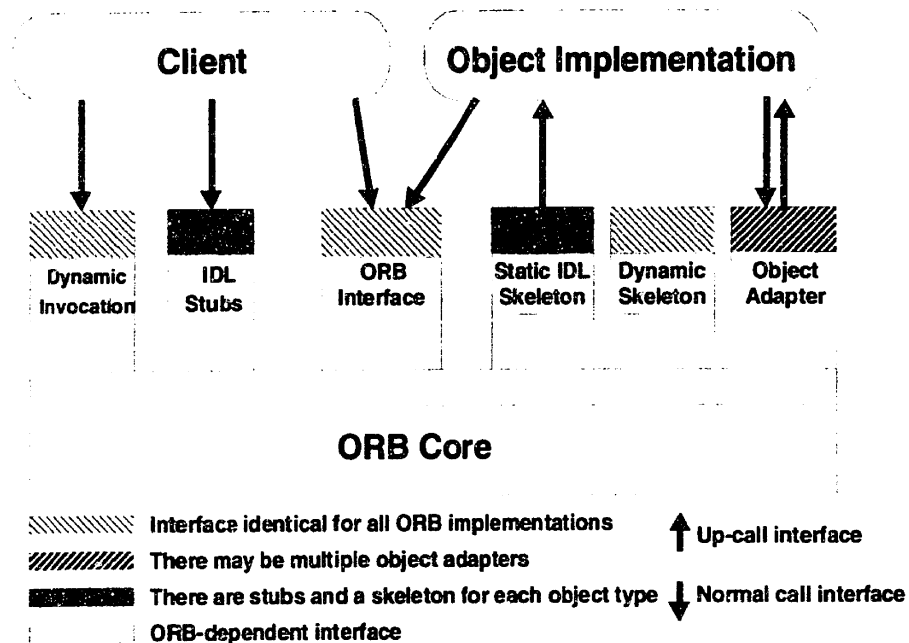 Client
Object Implementation
Dynamic
Invocation
IDL
Stubs
ORB
Interface
Static IDL
Skeleton
Dynamic
Skeleton
Object
Adapter
ORB Core
Interface identical for all ORB implementations
There may be multiple object adapters
There are stubs and a skeleton for each object type
ORB-dependent interface
Up-call interface
Normal call interface